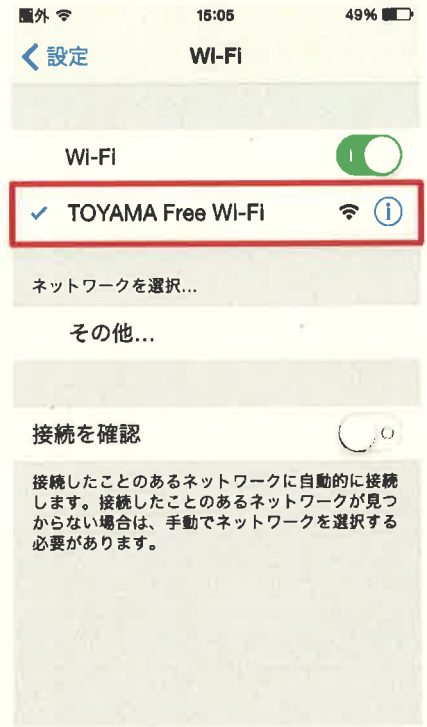 圏外 15:05 49%
設定 Wi-Fi
Wi-Fi
TOYAMA Free Wi-Fi
ネットワークを選択...
その他...
接続を確認
接続したことのあるネットワークに自動的に接続
します。接続したことのあるネットワークが見つ
からない場合は、手動でネットワークを選択する
必要があります。